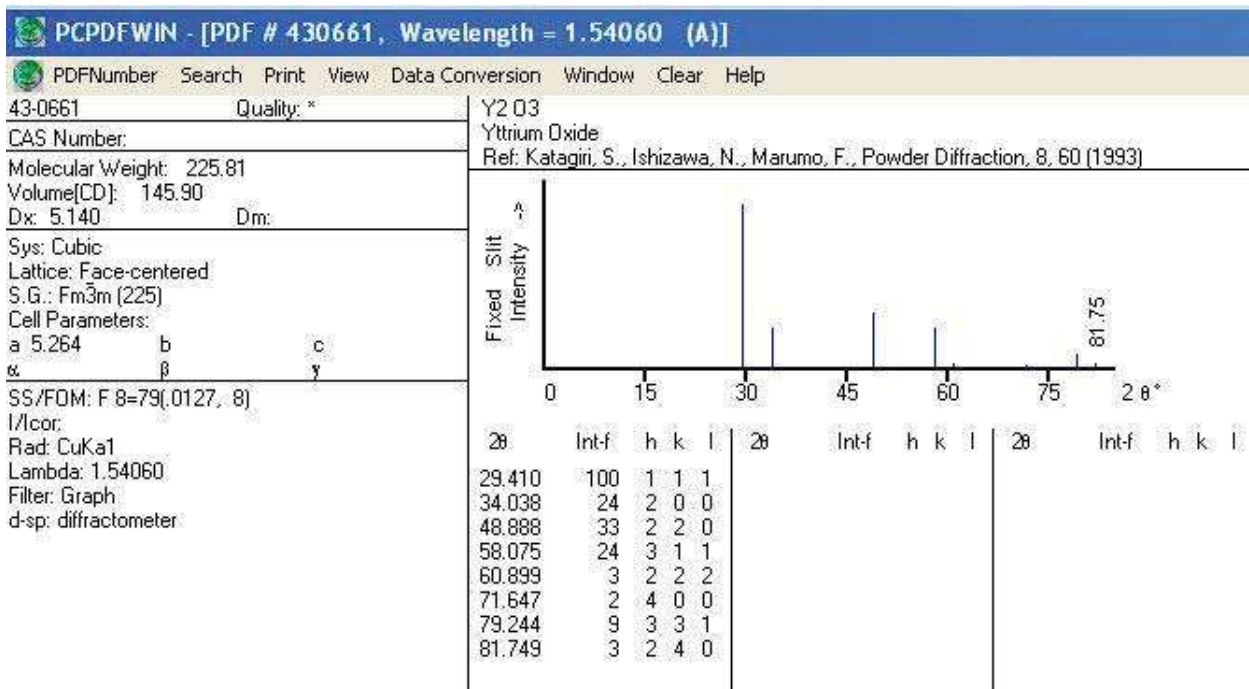 PCPDFWIN - [PDF # 430661, Wavelength = 1.54060 (A)]
PDFNumber Search Print View Data Conversion Window Clear Help
43-0661 Quality: *
CAS Number:
Molecular Weight: 225.81
Volume[CD]: 145.90
Dx: 5.140 Dm:
Sys: Cubic
Lattice: Face-centered
S.G.: Fm3̄m (225)
Cell Parameters:
a 5.264 b c
α β γ
SS/FOM: F 8=79(.0127, 8)
I/Icor:
Rad: CuKa1
Lambda: 1.54060
Filter: Graph
d-sp: diffractometer
Y2 O3
Yttrium Oxide
Ref: Katagiri, S., Ishizawa, N., Marumo, F., Powder Diffraction, 8, 60 (1993)
Fixed Slit
Intensity ->
81.75
0 15 30 45 60 75 2 θ°
2θ Int-f h k l 2θ Int-f h k l 2θ Int-f h k l
29.410 100 1 1 1
34.038 24 2 0 0
48.888 33 2 2 0
58.075 24 3 1 1
60.899 3 2 2 2
71.647 2 4 0 0
79.244 9 3 3 1
81.749 3 2 4 0